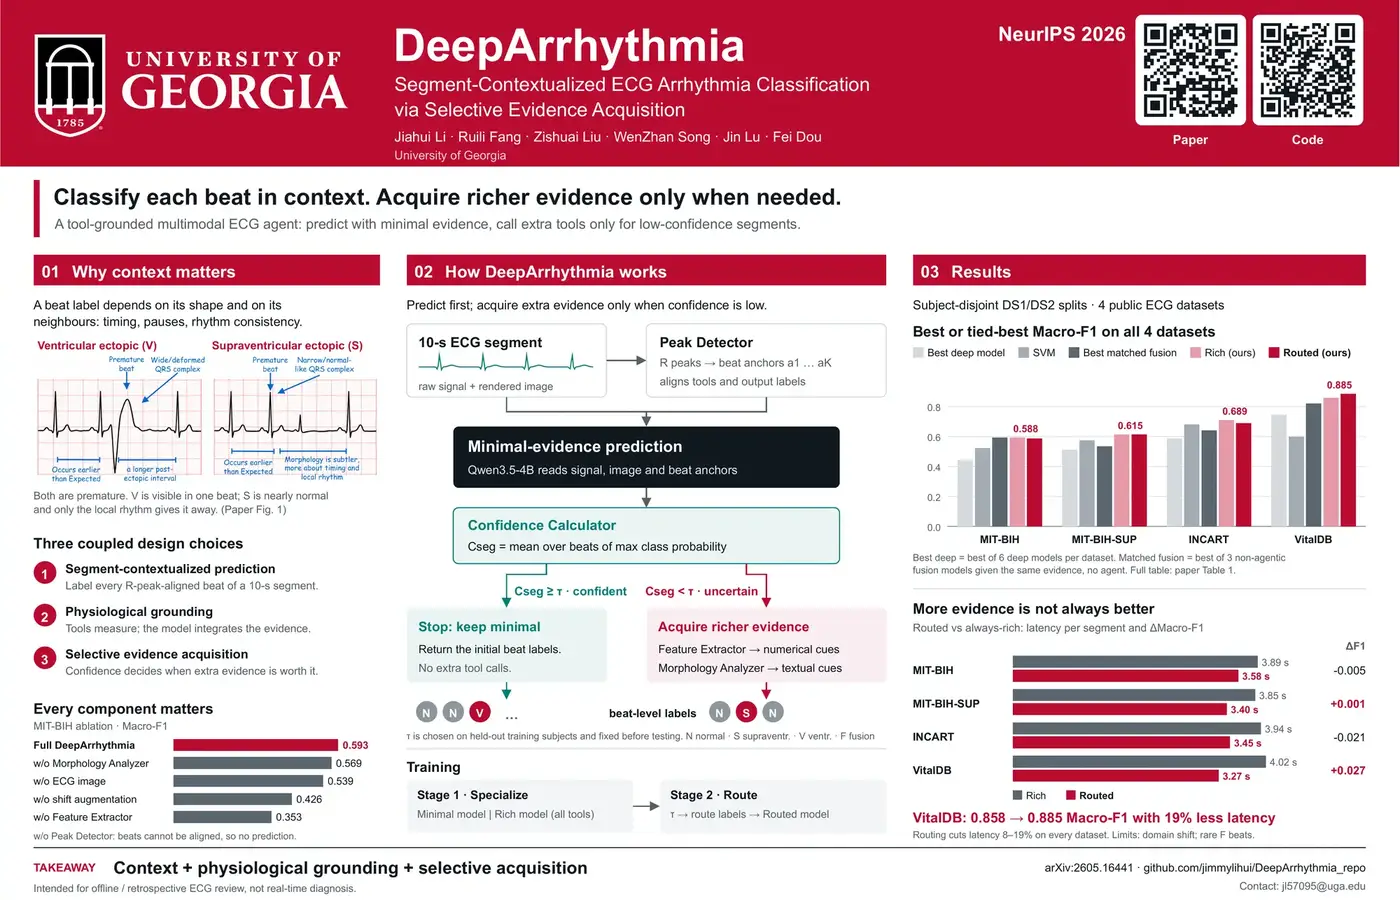 UNIVERSITY OF
GEORGIA
1785
DeepArrhythmia
Segment-Contextualized ECG Arrhythmia Classification
via Selective Evidence Acquisition
Jiahui Li · Ruili Fang · Zishuai Liu · WenZhan Song · Jin Lu · Fei Dou
University of Georgia
NeurIPS 2026
Paper
Code
Classify each beat in context. Acquire richer evidence only when needed.
A tool-grounded multimodal ECG agent: predict with minimal evidence, call extra tools only for low-confidence segments.
01 Why context matters
A beat label depends on its shape and on its
neighbours: timing, pauses, rhythm consistency.
Ventricular ectopic (V)
Premature
beat
Wide/deformed
QRS complex
Occurs earlier
than Expected
a longer post-
ectopic interval
Supraventricular ectopic (S)
Premature
beat
Narrow/normal-
like QRS complex
Occurs earlier
than Expected
Morphology is subtler,
more about timing and
local rhythm
Both are premature. V is visible in one beat; S is nearly normal
and only the local rhythm gives it away. (Paper Fig. 1)
Three coupled design choices
1 Segment-contextualized prediction
Label every R-peak-aligned beat of a 10-s segment.
2 Physiological grounding
Tools measure; the model integrates the evidence.
3 Selective evidence acquisition
Confidence decides when extra evidence is worth it.
Every component matters
MIT-BIH ablation · Macro-F1
Full DeepArrhythmia 0.593
w/o Morphology Analyzer 0.569
w/o ECG image 0.539
w/o shift augmentation 0.426
w/o Feature Extractor 0.353
w/o Peak Detector: beats cannot be aligned, so no prediction.
02 How DeepArrhythmia works
Predict first; acquire extra evidence only when confidence is low.
10-s ECG segment
raw signal + rendered image
Peak Detector
R peaks → beat anchors a1 … aK
aligns tools and output labels
Minimal-evidence prediction
Qwen3.5-4B reads signal, image and beat anchors
Confidence Calculator
Cseg = mean over beats of max class probability
Cseg ≥ τ · confident
Cseg < τ · uncertain
Stop: keep minimal
Return the initial beat labels.
No extra tool calls.
Acquire richer evidence
Feature Extractor → numerical cues
Morphology Analyzer → textual cues
N N V …
beat-level labels
N S N
τ is chosen on held-out training subjects and fixed before testing. N normal · S supraventr. · V ventr. · F fusion
Training
Stage 1 · Specialize
Minimal model | Rich model (all tools)
Stage 2 · Route
τ → route labels → Routed model
03 Results
Subject-disjoint DS1/DS2 splits · 4 public ECG datasets
Best or tied-best Macro-F1 on all 4 datasets
Best deep model SVM Best matched fusion Rich (ours) Routed (ours)
0.8
0.6
0.4
0.2
0.0
0.588
0.615
0.689
0.885
MIT-BIH MIT-BIH-SUP INCART VitalDB
Best deep = best of 6 deep models per dataset. Matched fusion = best of 3 non-agentic
fusion models given the same evidence, no agent. Full table: paper Table 1.
More evidence is not always better
Routed vs always-rich: latency per segment and ΔMacro-F1
ΔF1
MIT-BIH 3.89 s 3.58 s -0.005
MIT-BIH-SUP 3.85 s 3.40 s +0.001
INCART 3.94 s 3.45 s -0.021
VitalDB 4.02 s 3.27 s +0.027
Rich Routed
VitalDB: 0.858 → 0.885 Macro-F1 with 19% less latency
Routing cuts latency 8–19% on every dataset. Limits: domain shift; rare F beats.
TAKEAWAY Context + physiological grounding + selective acquisition
Intended for offline / retrospective ECG review, not real-time diagnosis.
arXiv:2605.16441 · github.com/jimmylihui/DeepArrhythmia_repo
Contact: jl57095@uga.edu